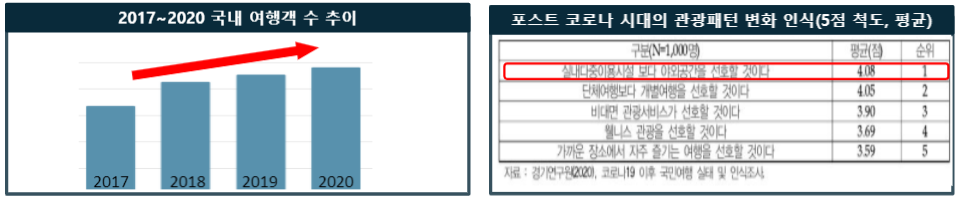 2017~2020 국내 여행객 수 추이
2017 2018 2019 2020
포스트 코로나 시대의 관광패턴 변화 인식(5점 척도, 평균)
구분(N=1,000명) 평균(점) 순위
실내다중이용시설 보다 야외공간을 선호할 것이다 4.08 1
단체여행보다 개별여행을 선호할 것이다 4.05 2
비대면 관광서비스가 선호할 것이다 3.90 3
웰니스 관광을 선호할 것이다 3.69 4
가까운 장소에서 자주 즐기는 여행을 선호할 것이다 3.59 5
자료 : 경기연구원(2020), 코로나19 이후 국민여행 실태 및 인식조사.